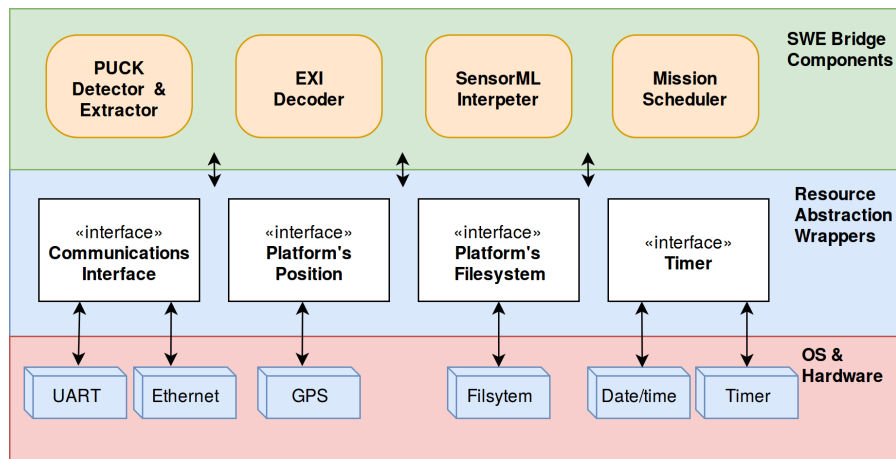 SWE Bridge
Components
PUCK
Detector &
Extractor
EXI
Decoder
SensorML
Interpeter
Mission
Scheduler
Resource
Abstraction
Wrappers
«interface»
Communications
Interface
«interface»
Platform's
Position
«interface»
Platform's
Filesystem
«interface»
Timer
OS &
Hardware
UART
Ethernet
GPS
Filsytem
Date/time
Timer